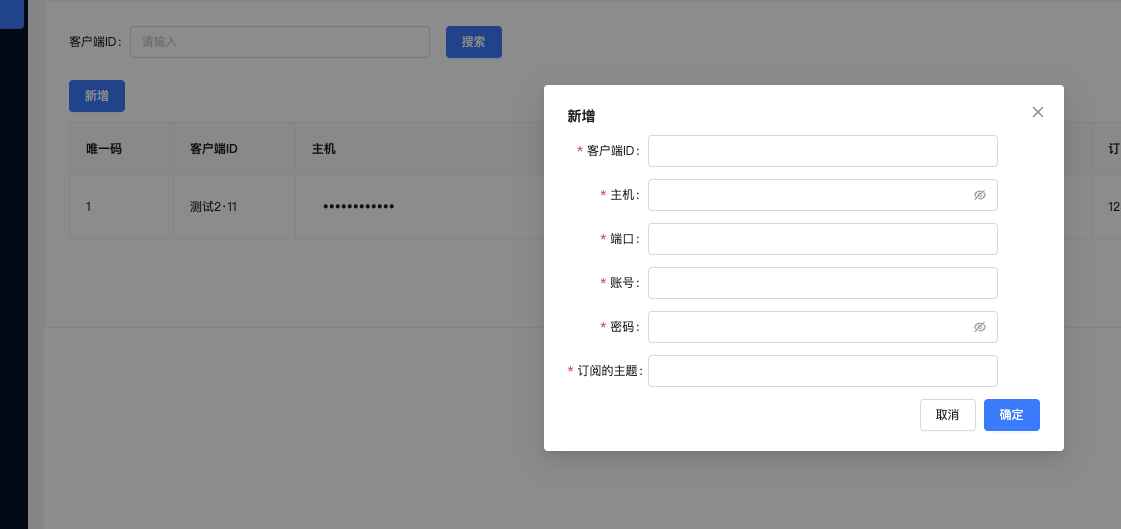 客户端ID： 请输入 搜索
新增
唯一码 客户端ID 主机 订
1 测试2·11 •••••••••••• 12
新增
* 客户端ID：
* 主机：
* 端口：
* 账号：
* 密码：
* 订阅的主题：
取消 确定